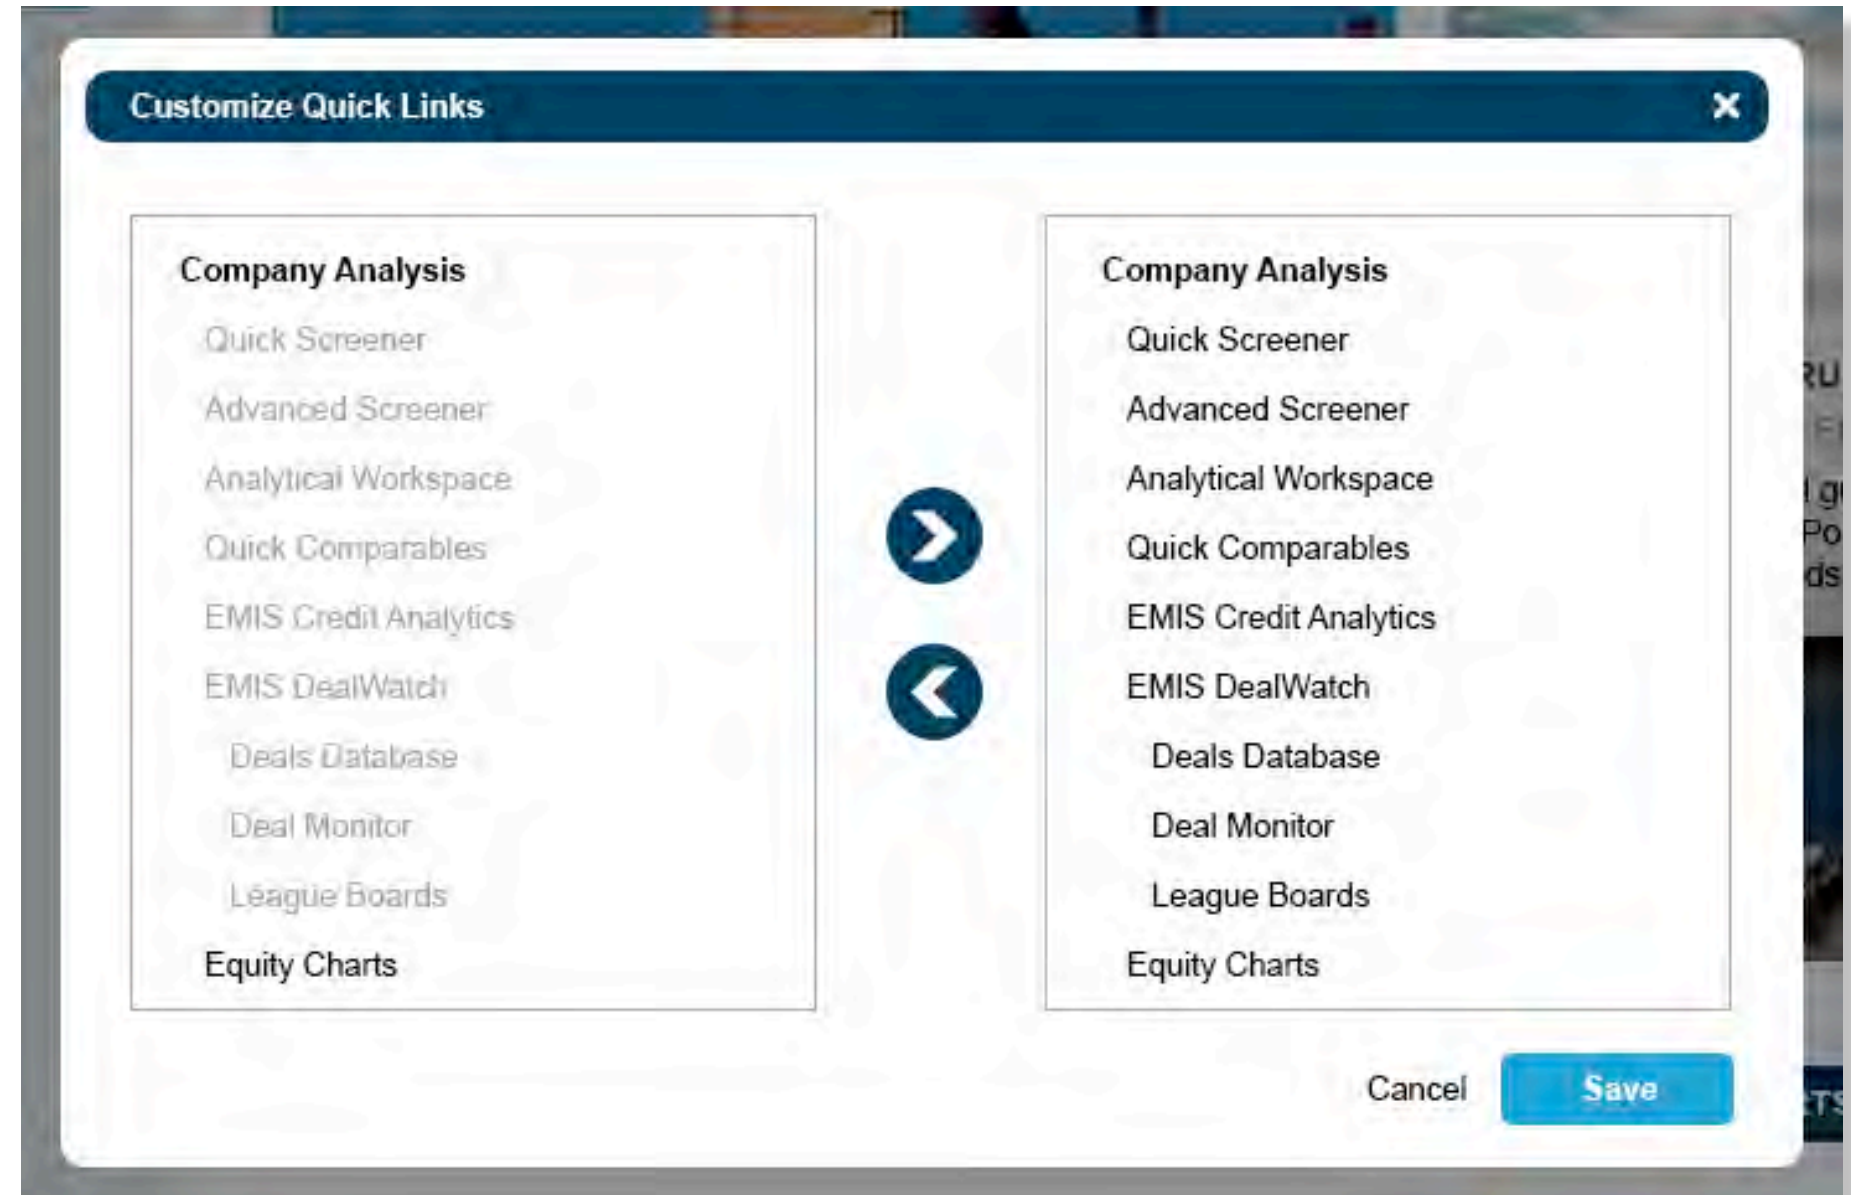 Customize Quick Links
Company Analysis
Quick Screener
Advanced Screener
Analytical Workspace
Quick Comparables
EMIS Credit Analytics
EMIS DealWatch
Deals Database
Deal Monitor
League Boards
Equity Charts
Company Analysis
Quick Screener
Advanced Screener
Analytical Workspace
Quick Comparables
EMIS Credit Analytics
EMIS DealWatch
Deals Database
Deal Monitor
League Boards
Equity Charts
Cancel
Save